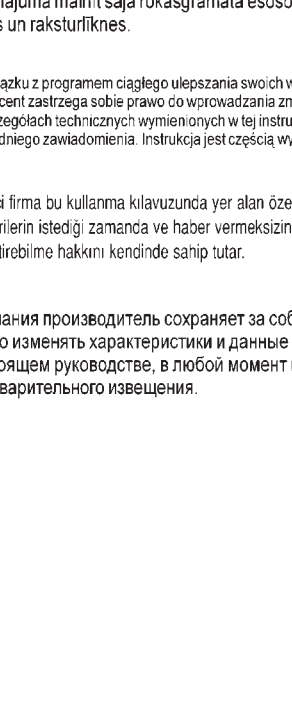 mainīt šajā rokasgrāmatā
s un raksturlīknes.
ązku z programem ciągłego ulepszania swoich w
cent zastrzega sobie prawo do wprowadzania zm
zegółach technicznych wymienionych w tej instru
dniego zawiadomienia. Instrukcja jest częścią wy
i firma bu kullanma kılavuzunda yer alan öze
rilerin istediği zamanda ve haber vermeksizin
tirebilme hakkını kendinde sahip tutar.
ания производитель сохраняет за соб
о изменять характеристики и данные
оящем руководстве, в любой момент
варительного извещения.